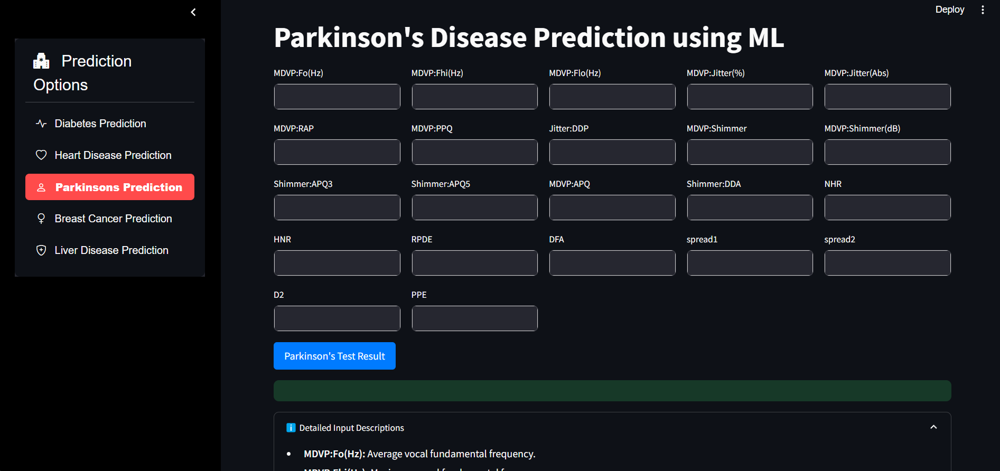 Deploy
Prediction
Options
Diabetes Prediction
Heart Disease Prediction
Parkinsons Prediction
Breast Cancer Prediction
Liver Disease Prediction
Parkinson's Disease Prediction using ML
MDVP:Fo(Hz) MDVP:Fhi(Hz) MDVP:Flo(Hz) MDVP:Jitter(%) MDVP:Jitter(Abs)
MDVP:RAP MDVP:PPQ Jitter:DDP MDVP:Shimmer MDVP:Shimmer(dB)
Shimmer:APQ3 Shimmer:APQ5 MDVP:APQ Shimmer:DDA NHR
HNR RPDE DFA spread1 spread2
D2 PPE
Parkinson's Test Result
Detailed Input Descriptions
MDVP:Fo(Hz): Average vocal fundamental frequency.